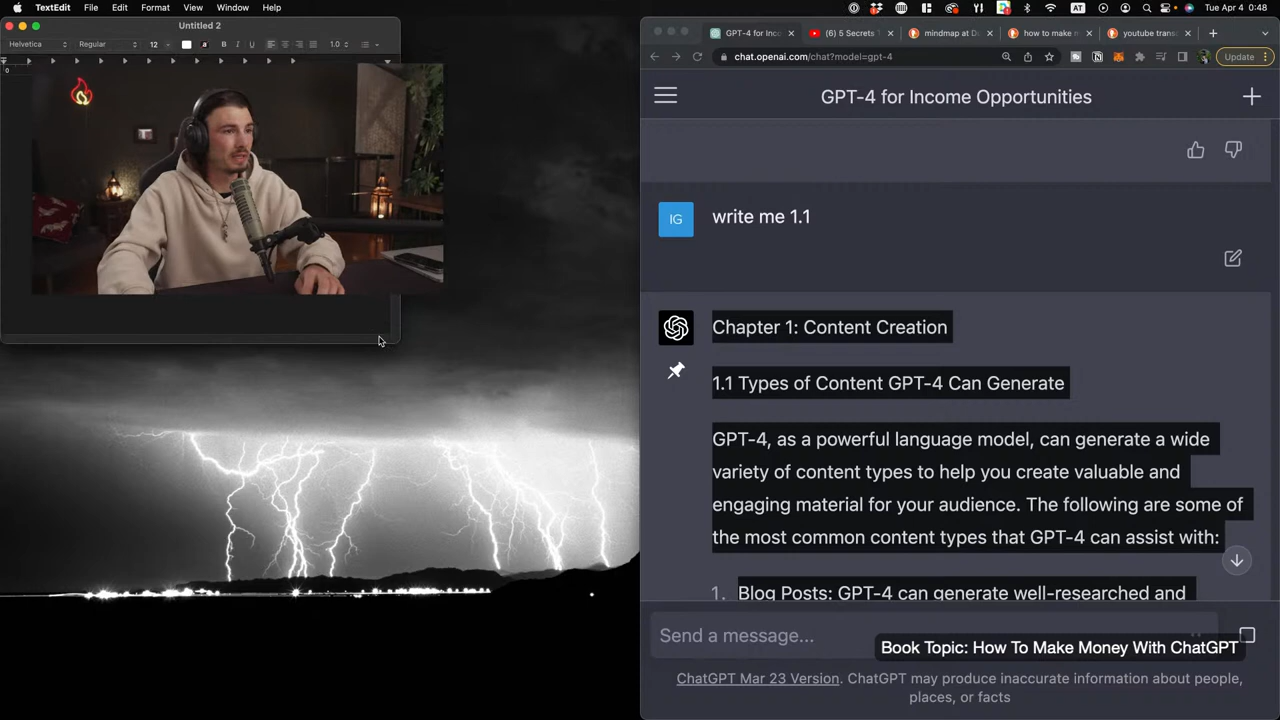 TextEdit File Edit Format View Window Help
AT
Tue Apr 4 0:48
Untitled 2
Helvetica Regular 12 B I U 1.0
0
GPT-4 for Inco
(6) 5 Secrets T
mindmap at Du
how to make m
youtube transc
chat.openai.com/chat?model=gpt-4
Update
GPT-4 for Income Opportunities
IG
write me 1.1
Chapter 1: Content Creation
1.1 Types of Content GPT-4 Can Generate
GPT-4, as a powerful language model, can generate a wide
variety of content types to help you create valuable and
engaging material for your audience. The following are some of
the most common content types that GPT-4 can assist with:
1. Blog Posts: GPT-4 can generate well-researched and
Send a message...
Book Topic: How To Make Money With ChatGPT
ChatGPT Mar 23 Version. ChatGPT may produce inaccurate information about people,
places, or facts